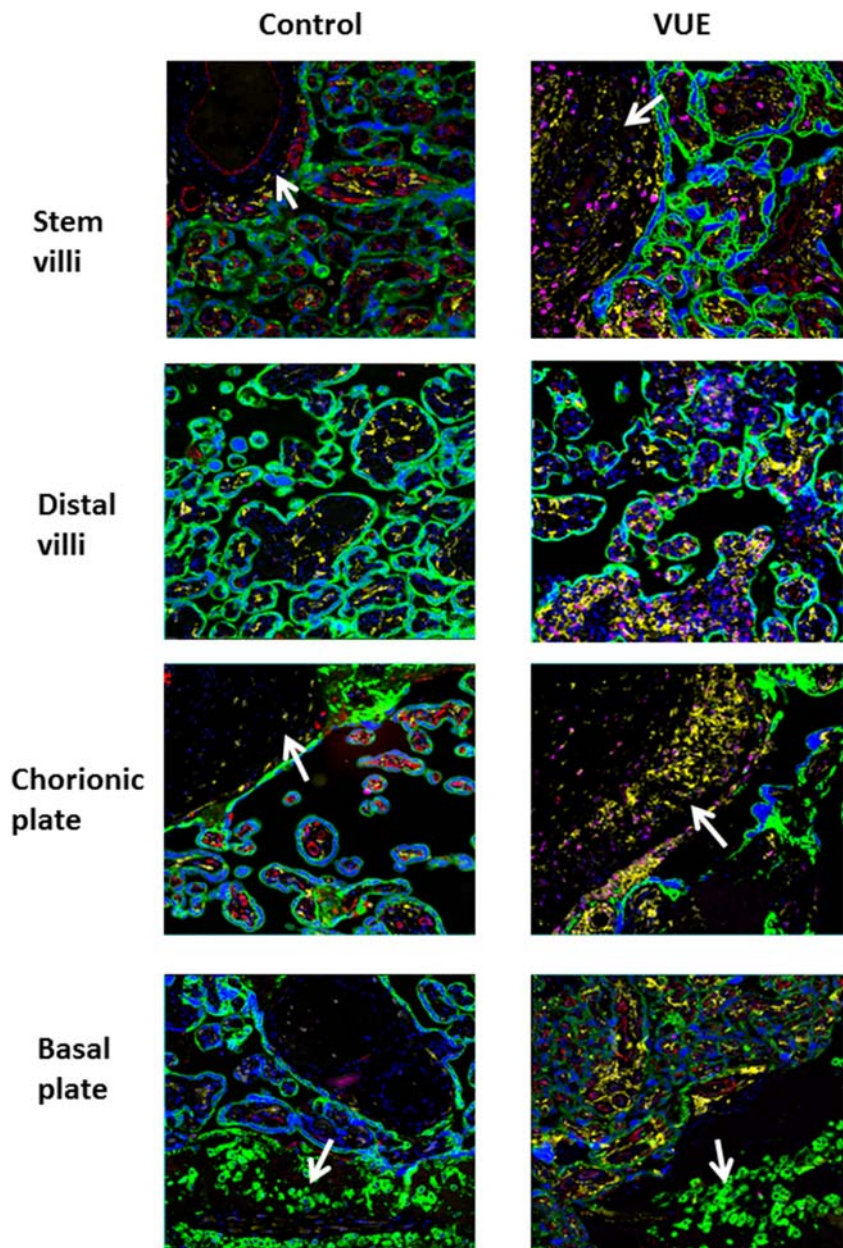 Control
VUE
Stem
villi
Distal
villi
Chorionic
plate
Basal
plate